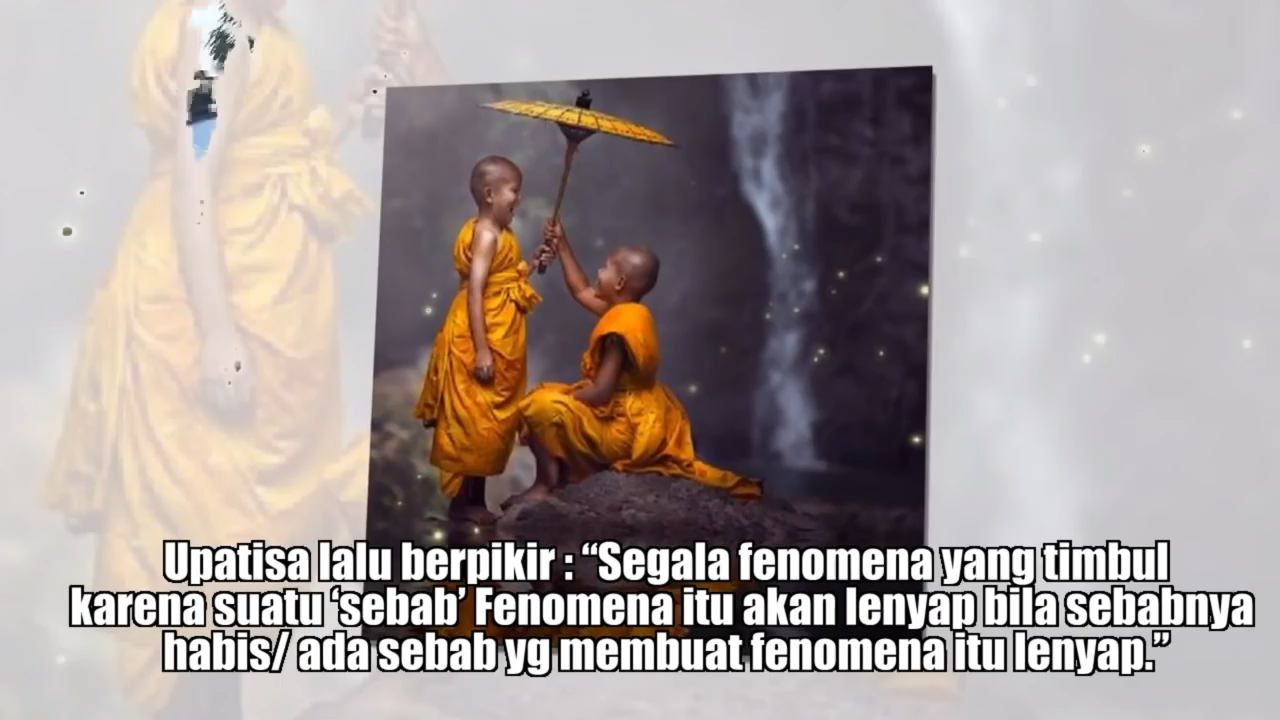 Upatisa lalu berpikir : “Segala fenomena yang timbul
karena suatu ‘sebab’ Fenomena itu akan lenyap bila sebabnya
habis/ ada sebab yg membuat fenomena itu lenyap.”